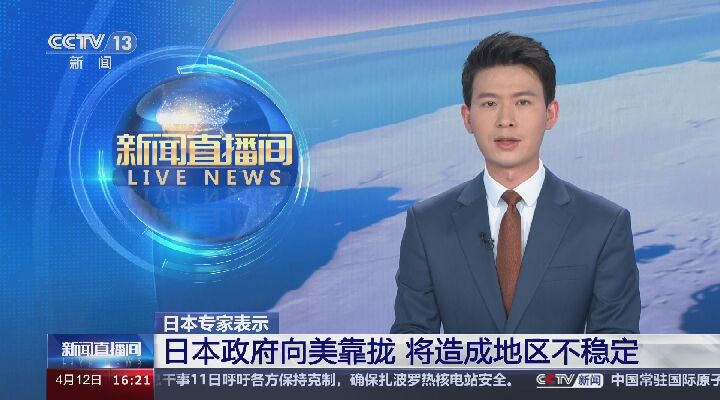 CCTV 13
新闻
新闻直播间
LIVE NEWS
日本专家表示
日本政府向美靠拢 将造成地区不稳定
新闻直播间
4月12日 16:21 干事11日呼吁各方保持克制，确保扎波罗热核电站安全。 CCTV 新闻 中国常驻国际原子